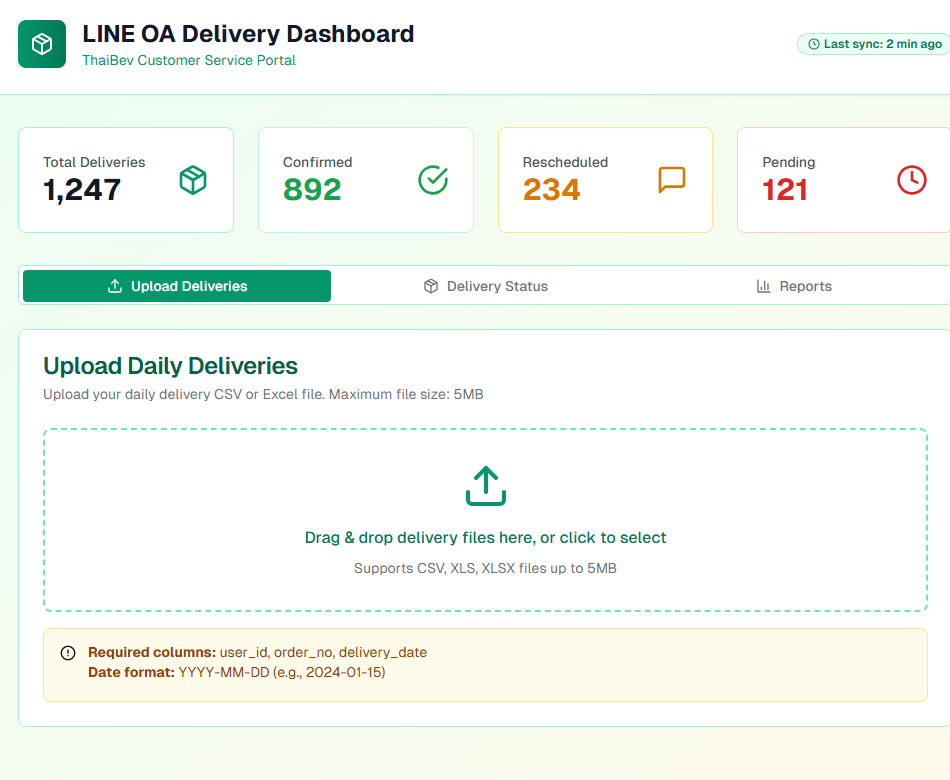 LINE OA Delivery Dashboard
ThaiBev Customer Service Portal
Last sync: 2 min ago
Total Deliveries
1,247
Confirmed
892
Rescheduled
234
Pending
121
Upload Deliveries
Delivery Status
Reports
Upload Daily Deliveries
Upload your daily delivery CSV or Excel file. Maximum file size: 5MB
Drag & drop delivery files here, or click to select
Supports CSV, XLS, XLSX files up to 5MB
Required columns: user_id, order_no, delivery_date
Date format: YYYY-MM-DD (e.g., 2024-01-15)